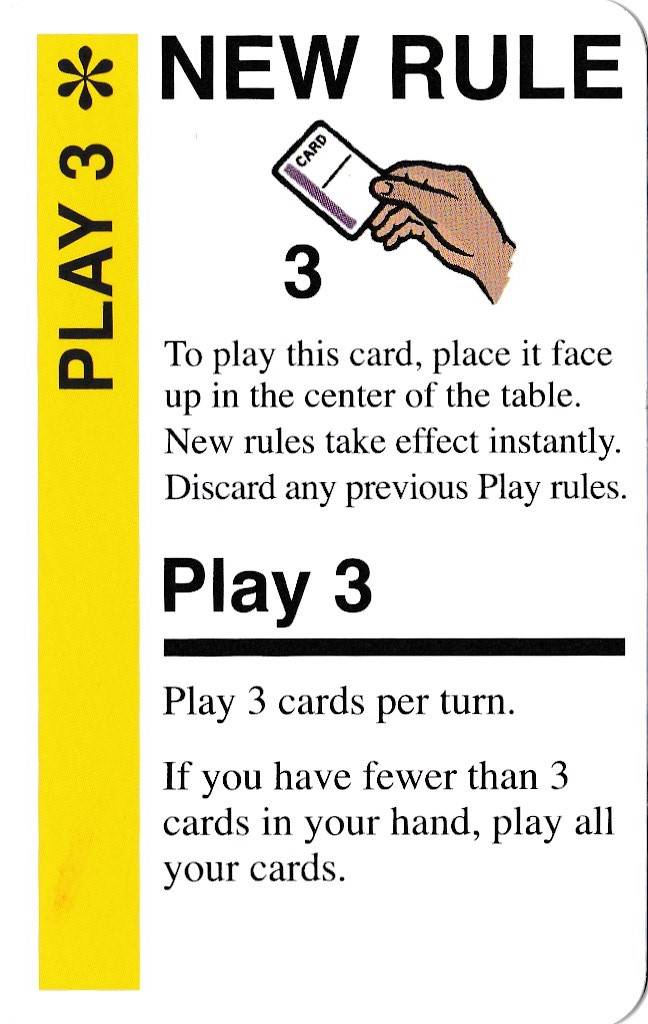 PLAY 3 *
NEW RULE
CARD
3
To play this card, place it face
up in the center of the table.
New rules take effect instantly.
Discard any previous Play rules.
Play 3
Play 3 cards per turn.
If you have fewer than 3
cards in your hand, play all
your cards.